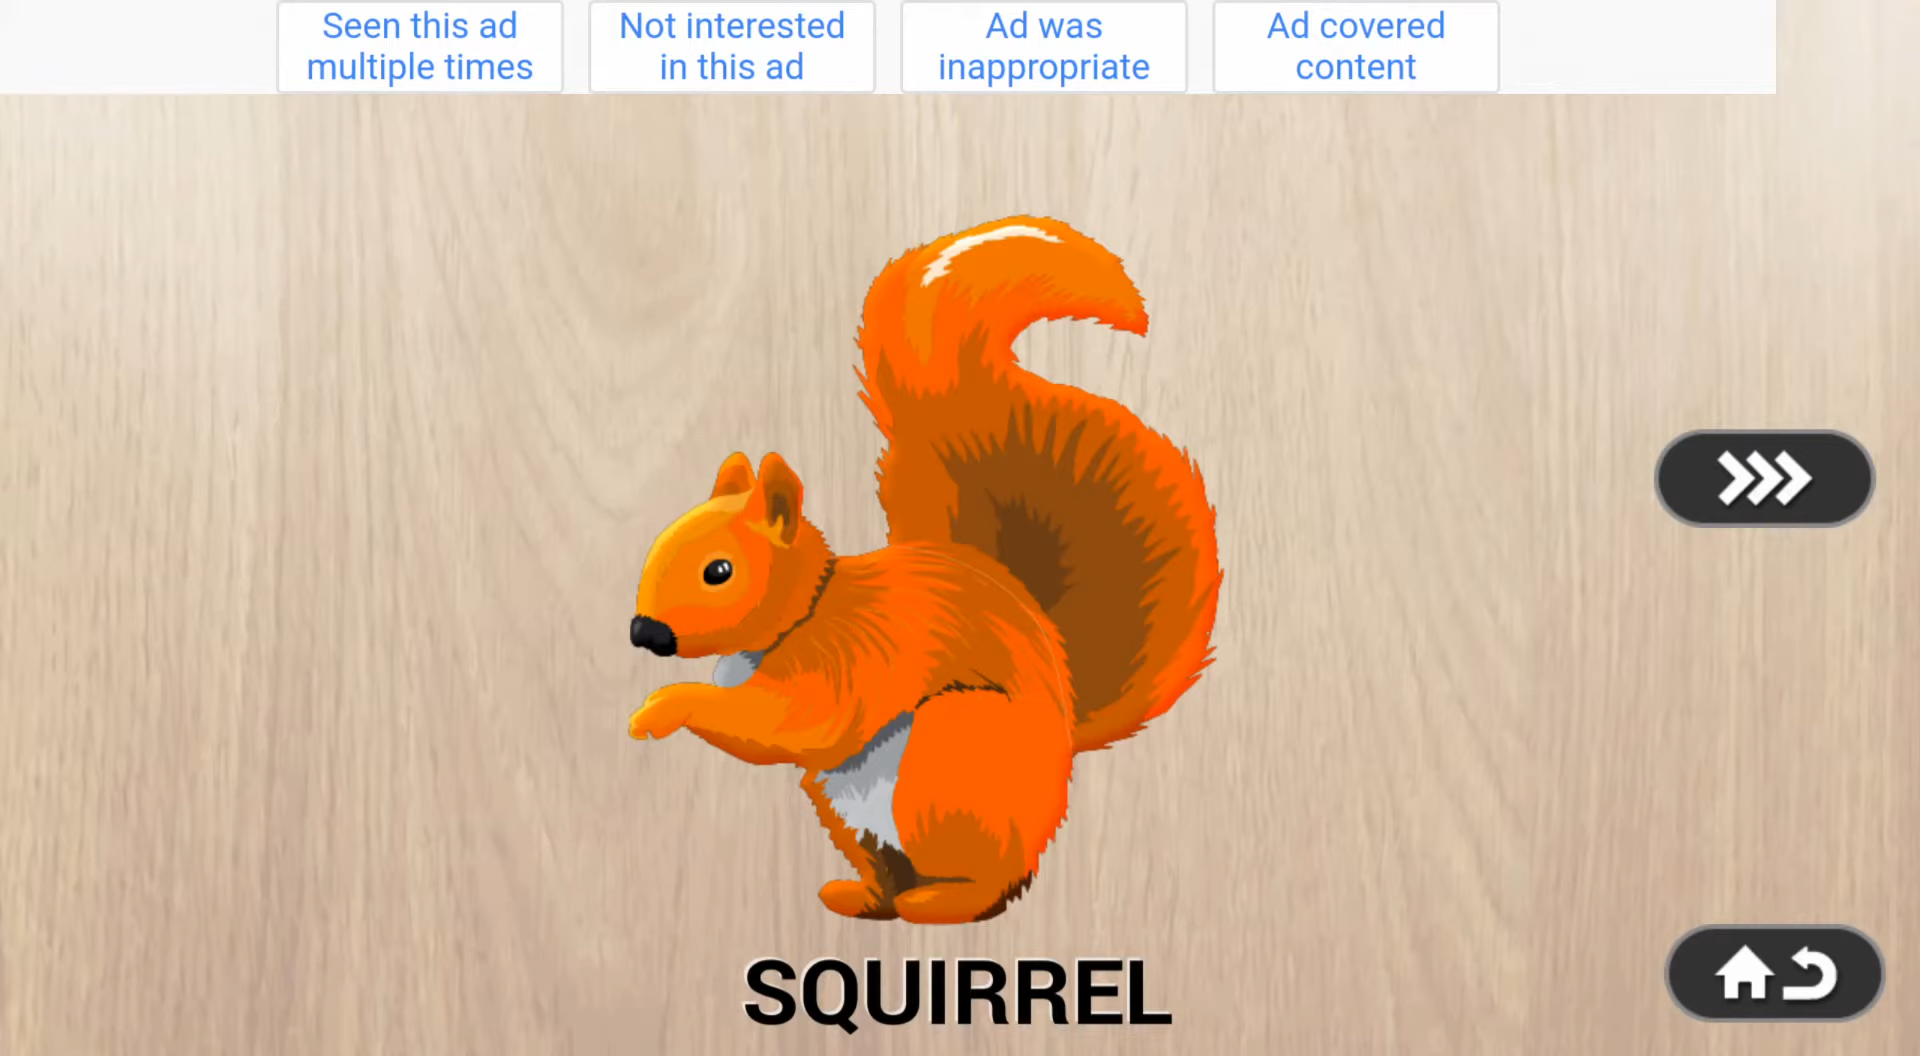 Seen this ad
multiple times
Not interested
in this ad
Ad was
inappropriate
Ad covered
content
SQUIRREL